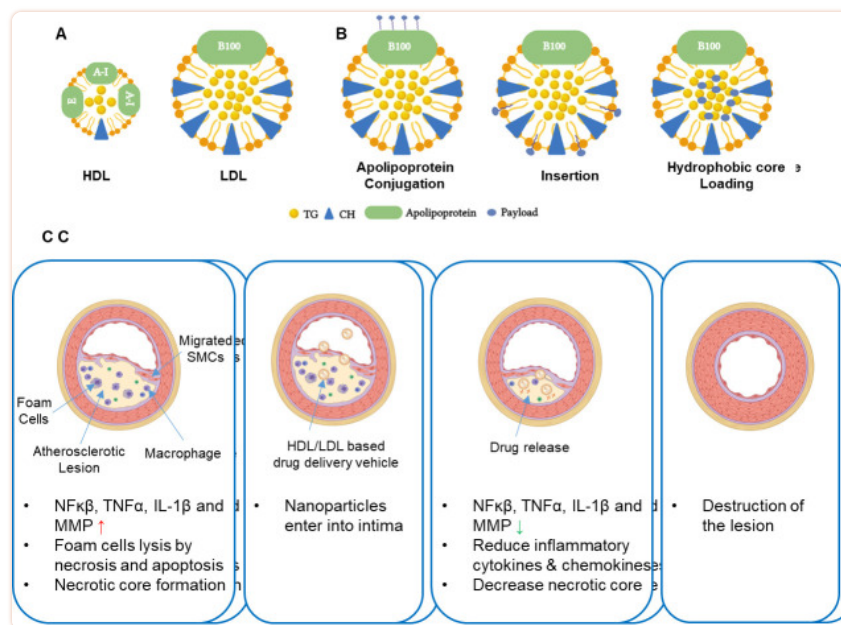 A
B
A-I
E
A-I
B100
B100
B100
B100
HDL
LDL
Apolipoprotein
Conjugation
Insertion
Hydrophobic core e
Loading
TG
CH
Apolipoprotein
Payload
C C
Migrateded
SMCs s
Foam
Cells
Atherosclerotic
Lesion
Macrophage e
• NFκβ, TNFα, IL-1β and d
MMP ↑
• Foam cells lysis by
necrosis and apoptosis s
• Necrotic core formation n
HDL/LDL based
drug delivery vehicle
• Nanoparticles
enter into intima
Drug release
• NFκβ, TNFα, IL-1β and d
MMP ↓
• Reduce inflammatory
cytokines & chemokineses
• Decrease necrotic core e
• Destruction of
the lesion